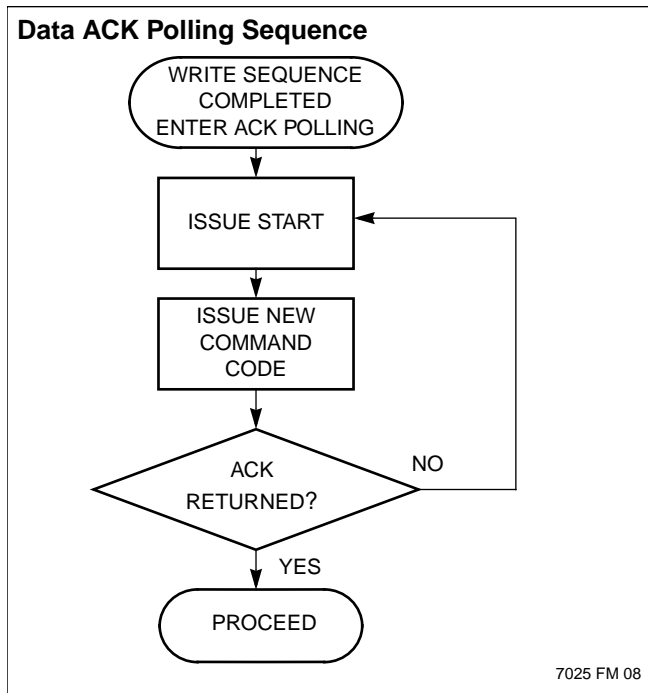 Data ACK Polling Sequence
WRITE SEQUENCE
COMPLETED
ENTER ACK POLLING
ISSUE START
ISSUE NEW
COMMAND
CODE
ACK
RETURNED?
NO
YES
PROCEED
7025 FM 08